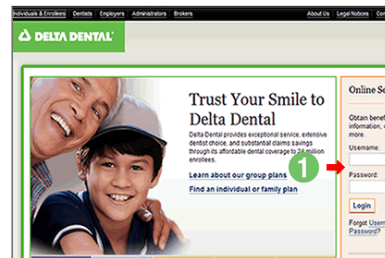 Individuals & Enrollees Dentists Employers Administrators Brokers About Us Legal Notices
DELTA DENTAL
Trust Your Smile to
Delta Dental
Delta Dental provides exceptional service, extensive
dentist choice, and substantial claims savings
through its affordable dental coverage to 24 million
enrollees.
Learn about our group plans
Find an individual or family plan
1
Online Se
Obtain benef
information,
more.
Username:
Password:
Login
Forgot Usern
Password?